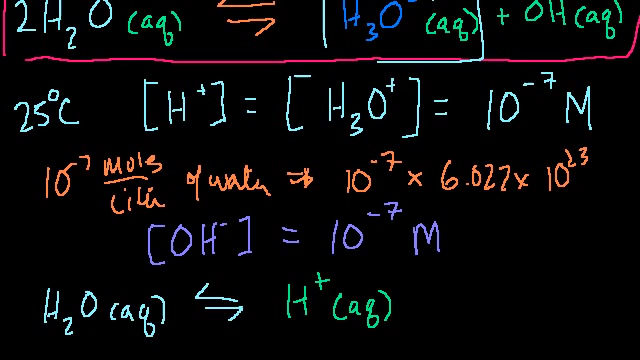 2H₂O (aq) ⇌ H₃O (aq) + OH(aq)
25°C [H⁺] = [H₃O⁺] = 10⁻⁷ M
10⁻⁷ moles/liter of water ⇒ 10⁻⁷ × 6.022 × 10²³
[OH⁻] = 10⁻⁷ M
H₂O (aq) ⇌ H⁺ (aq)